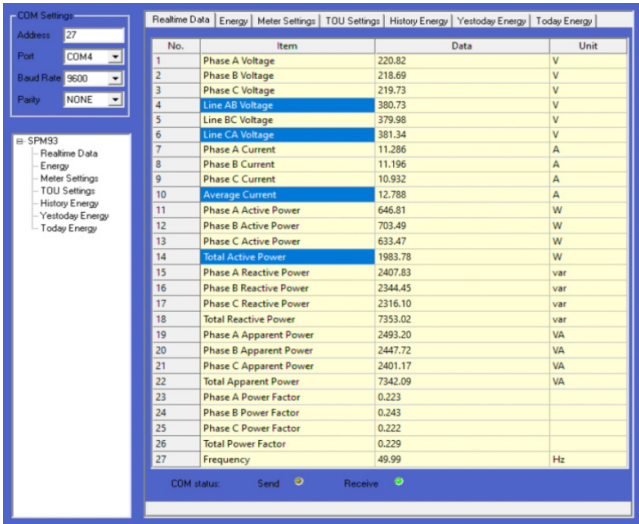 COM Settings
Address 27
Port COM4
Baud Rate 9600
Parity NONE
SPM93
Realtime Data
Energy
Meter Settings
TOU Settings
History Energy
Yestoday Energy
Today Energy
Realtime Data Energy Meter Settings TOU Settings History Energy Yestoday Energy Today Energy
No. Item Data Unit
1 Phase A Voltage 220.82 V
2 Phase B Voltage 218.69 V
3 Phase C Voltage 219.73 V
4 Line AB Voltage 380.73 V
5 Line BC Voltage 379.98 V
6 Line CA Voltage 381.34 V
7 Phase A Current 11.286 A
8 Phase B Current 11.196 A
9 Phase C Current 10.932 A
10 Average Current 12.788 A
11 Phase A Active Power 646.81 W
12 Phase B Active Power 703.49 W
13 Phase C Active Power 633.47 W
14 Total Active Power 1983.78 W
15 Phase A Reactive Power 2407.83 var
16 Phase B Reactive Power 2344.45 var
17 Phase C Reactive Power 2316.10 var
18 Total Reactive Power 7353.02 var
19 Phase A Apparent Power 2493.20 VA
20 Phase B Apparent Power 2447.72 VA
21 Phase C Apparent Power 2401.17 VA
22 Total Apparent Power 7342.09 VA
23 Phase A Power Factor 0.223
24 Phase B Power Factor 0.243
25 Phase C Power Factor 0.222
26 Total Power Factor 0.229
27 Frequency 49.99 Hz
COM status: Send Receive